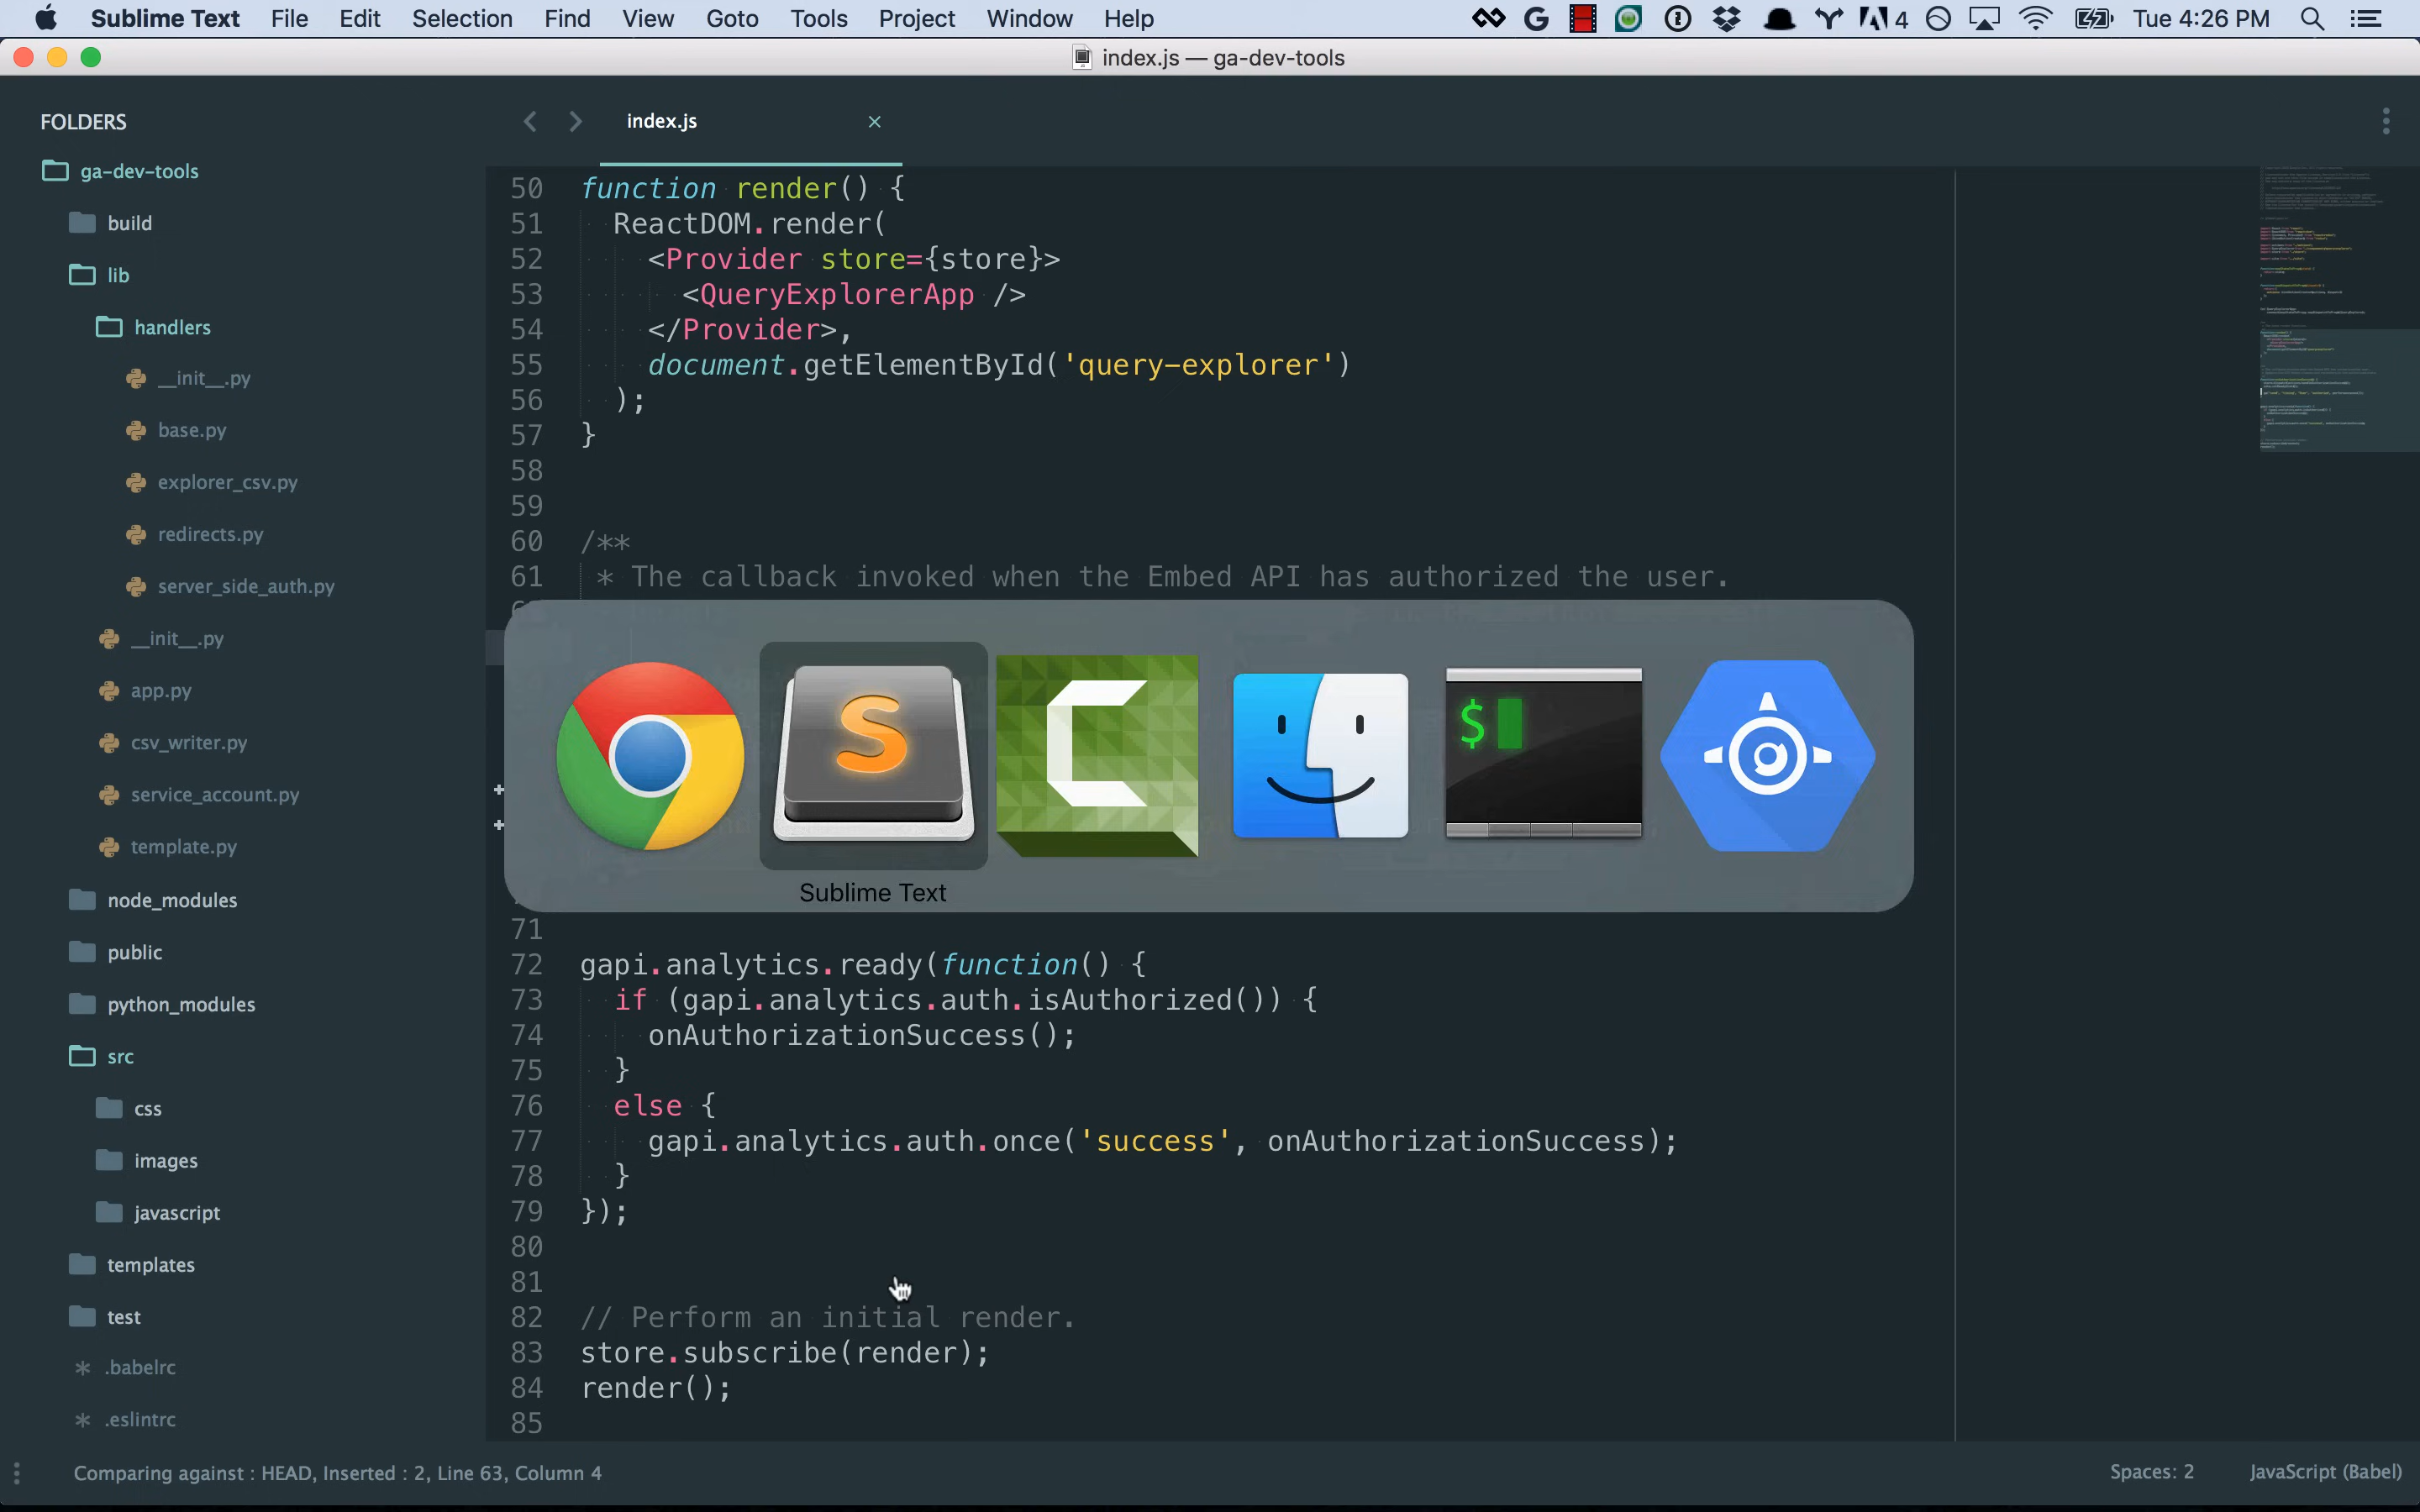 Sublime Text File Edit Selection Find View Goto Tools Project Window Help 4 Tue 4:26 PM
index.js — ga-dev-tools
FOLDERS
ga-dev-tools
build
lib
handlers
__init__.py
base.py
explorer_csv.py
redirects.py
server_side_auth.py
__init__.py
app.py
csv_writer.py
service_account.py
template.py
node_modules
public
python_modules
src
css
images
javascript
templates
test
.babelrc
.eslintrc
index.js
50 function render() {
51 ReactDOM.render(
52 <Provider store={store}>
53 <QueryExplorerApp />
54 </Provider>,
55 document.getElementById('query-explorer')
56 );
57 }
58
59
60 /**
61 * The callback invoked when the Embed API has authorized the user.
$
Sublime Text
71
72 gapi.analytics.ready(function() {
73 if (gapi.analytics.auth.isAuthorized()) {
74 onAuthorizationSuccess();
75 }
76 else {
77 gapi.analytics.auth.once('success', onAuthorizationSuccess);
78 }
79 });
80
81
82 // Perform an initial render.
83 store.subscribe(render);
84 render();
85
Comparing against : HEAD, Inserted : 2, Line 63, Column 4
Spaces: 2 JavaScript (Babel)